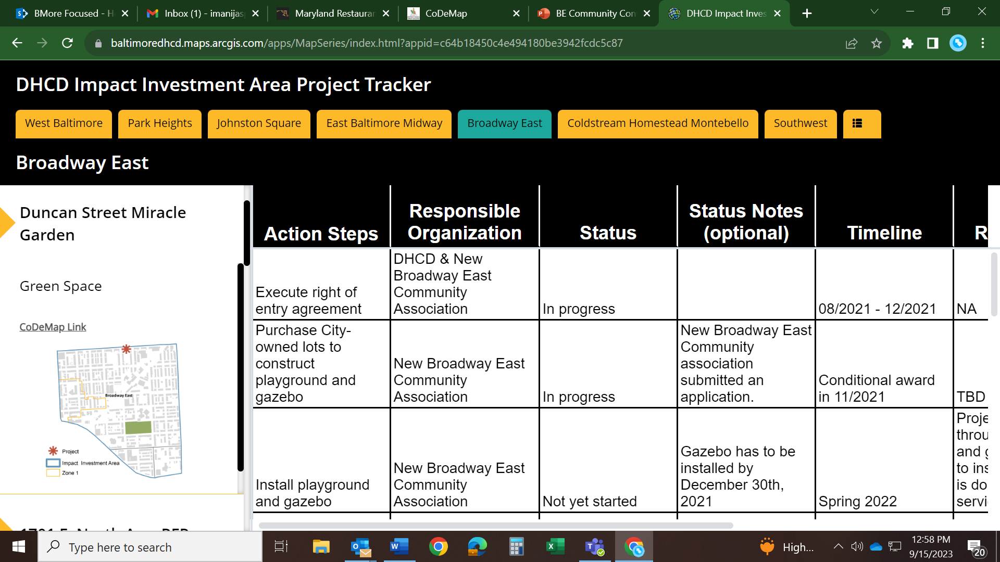 BMore Focused - H
Inbox (1) - imanijas
Maryland Restaurar
CoDeMap
BE Community Con
DHCD Impact Inves
baltimoredhcd.maps.arcgis.com/apps/MapSeries/index.html?appid=c64b18450c4e494180be3942fcdc5c87
DHCD Impact Investment Area Project Tracker
West Baltimore
Park Heights
Johnston Square
East Baltimore Midway
Broadway East
Coldstream Homestead Montebello
Southwest
Broadway East
Duncan Street Miracle
Garden
Green Space
CoDeMap Link
Broadway East
Project
Impact Investment Area
Zone 1
Action Steps
Responsible
Organization
Status
Status Notes
(optional)
Timeline
R
Execute right of
entry agreement
DHCD & New
Broadway East
Community
Association
In progress
08/2021 - 12/2021
NA
Purchase City-
owned lots to
construct
playground and
gazebo
New Broadway East
Community
Association
In progress
New Broadway East
Community
association
submitted an
application.
Conditional award
in 11/2021
TBD
Install playground
and gazebo
New Broadway East
Community
Association
Not yet started
Gazebo has to be
installed by
December 30th,
2021
Spring 2022
Proje
throu
and g
to ins
is do
servi
Type here to search
High...
12:58 PM
9/15/2023
20